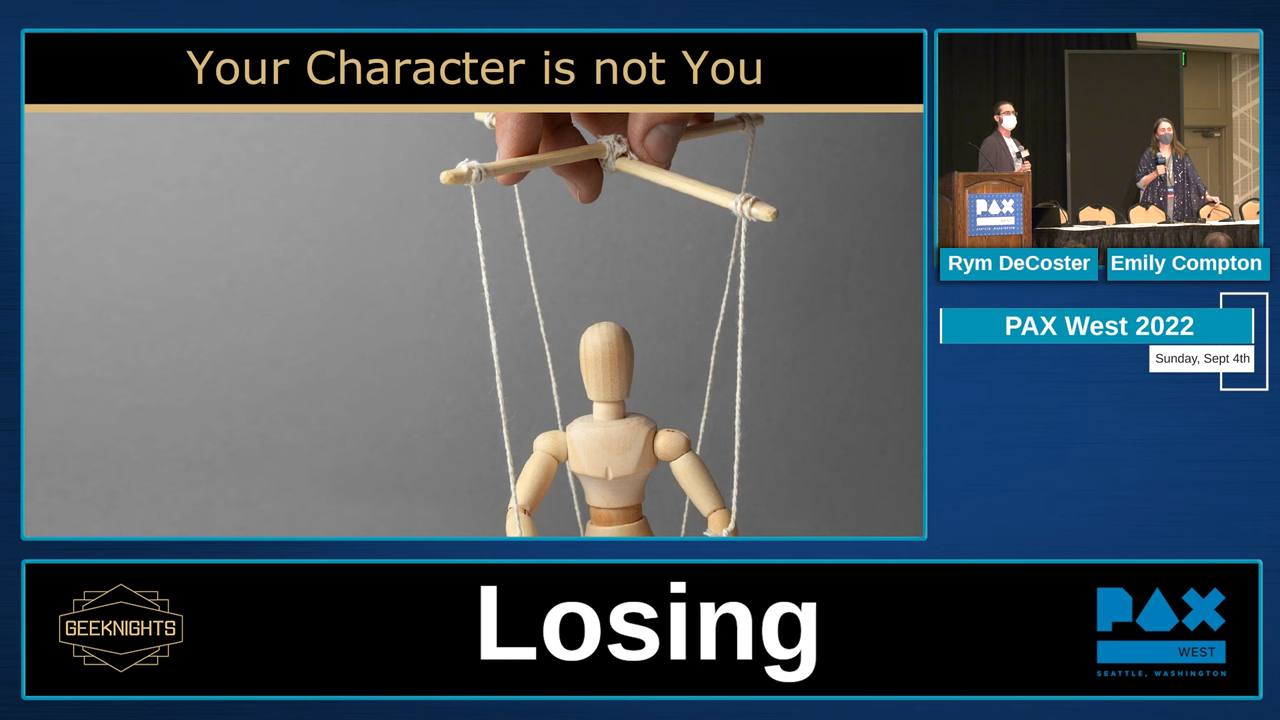 Your Character is not You
Rym DeCoster
Emily Compton
PAX West 2022
Sunday, Sept 4th
GEEKNIGHTS
Losing
PAX
WEST
SEATTLE, WASHINGTON
PAX